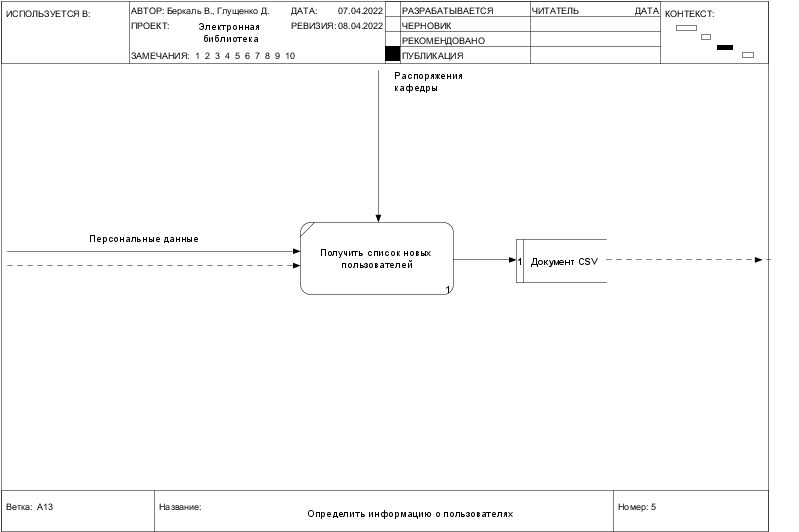 ИСПОЛЬЗУЕТСЯ В:
АВТОР: Беркаль В., Глущенко Д.
ДАТА: 07.04.2022
ПРОЕКТ: Электронная
библиотека
РЕВИЗИЯ: 08.04.2022
ЗАМЕЧАНИЯ: 1 2 3 4 5 6 7 8 9 10
РАЗРАБАТЫВАЕТСЯ
ЧЕРНОВИК
РЕКОМЕНДОВАНО
ПУБЛИКАЦИЯ
ЧИТАТЕЛЬ ДАТА
КОНТЕКСТ:
Распоряжения
кафедры
Персональные данные
Получить список новых
пользователей
1
1 Документ CSV
Ветка: A13
Название:
Определить информацию о пользователях
Номер: 5